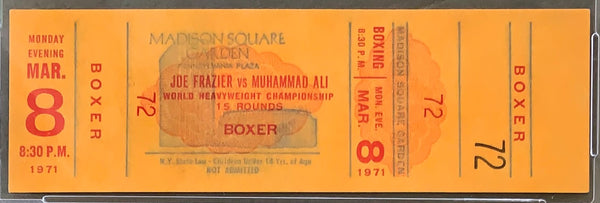 MONDAY
EVENING
MAR.
8
8:30 P.M.
1971
BOXER
72
MADISON SQUARE
GARDEN
PENNSYLVANIA PLAZA
JOE FRAZIER vs MUHAMMAD ALI
WORLD HEAVYWEIGHT CHAMPIONSHIP
15 ROUNDS
BOXER
N.Y. State Law - Children Under 14 Yrs. of Age
NOT ADMITTED
BOXING
8:30 P.M.
MON. EVE.
MAR.
8
1971
MADISON SQUARE GARDEN
72
BOXER
72